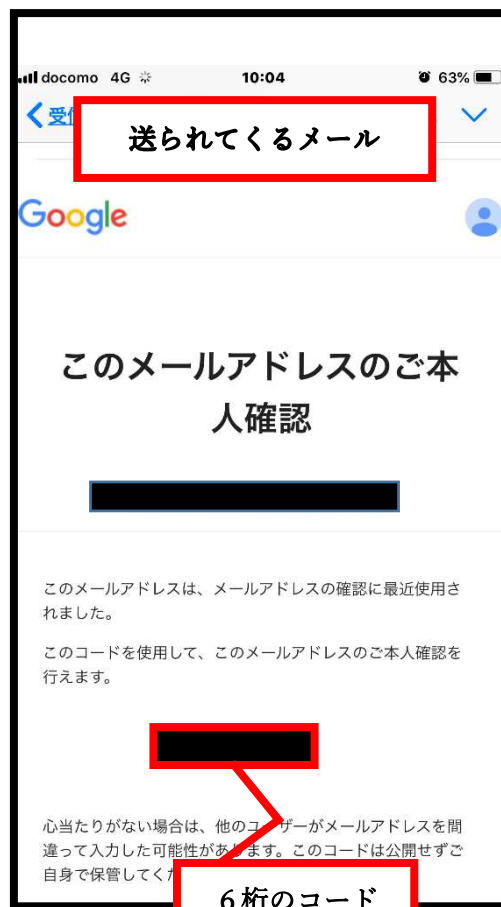 docomo 4G 10:04 63%
受
送られてくるメール
Google
このメールアドレスのご本
人確認
このメールアドレスは、メールアドレスの確認に最近使用さ
れました。
このコードを使用して、このメールアドレスのご本人確認を
行えます。
心当たりがない場合は、他のユーザーがメールアドレスを間
違って入力した可能性があります。このコードは公開せずご
自身で保管してく
6桁のコード